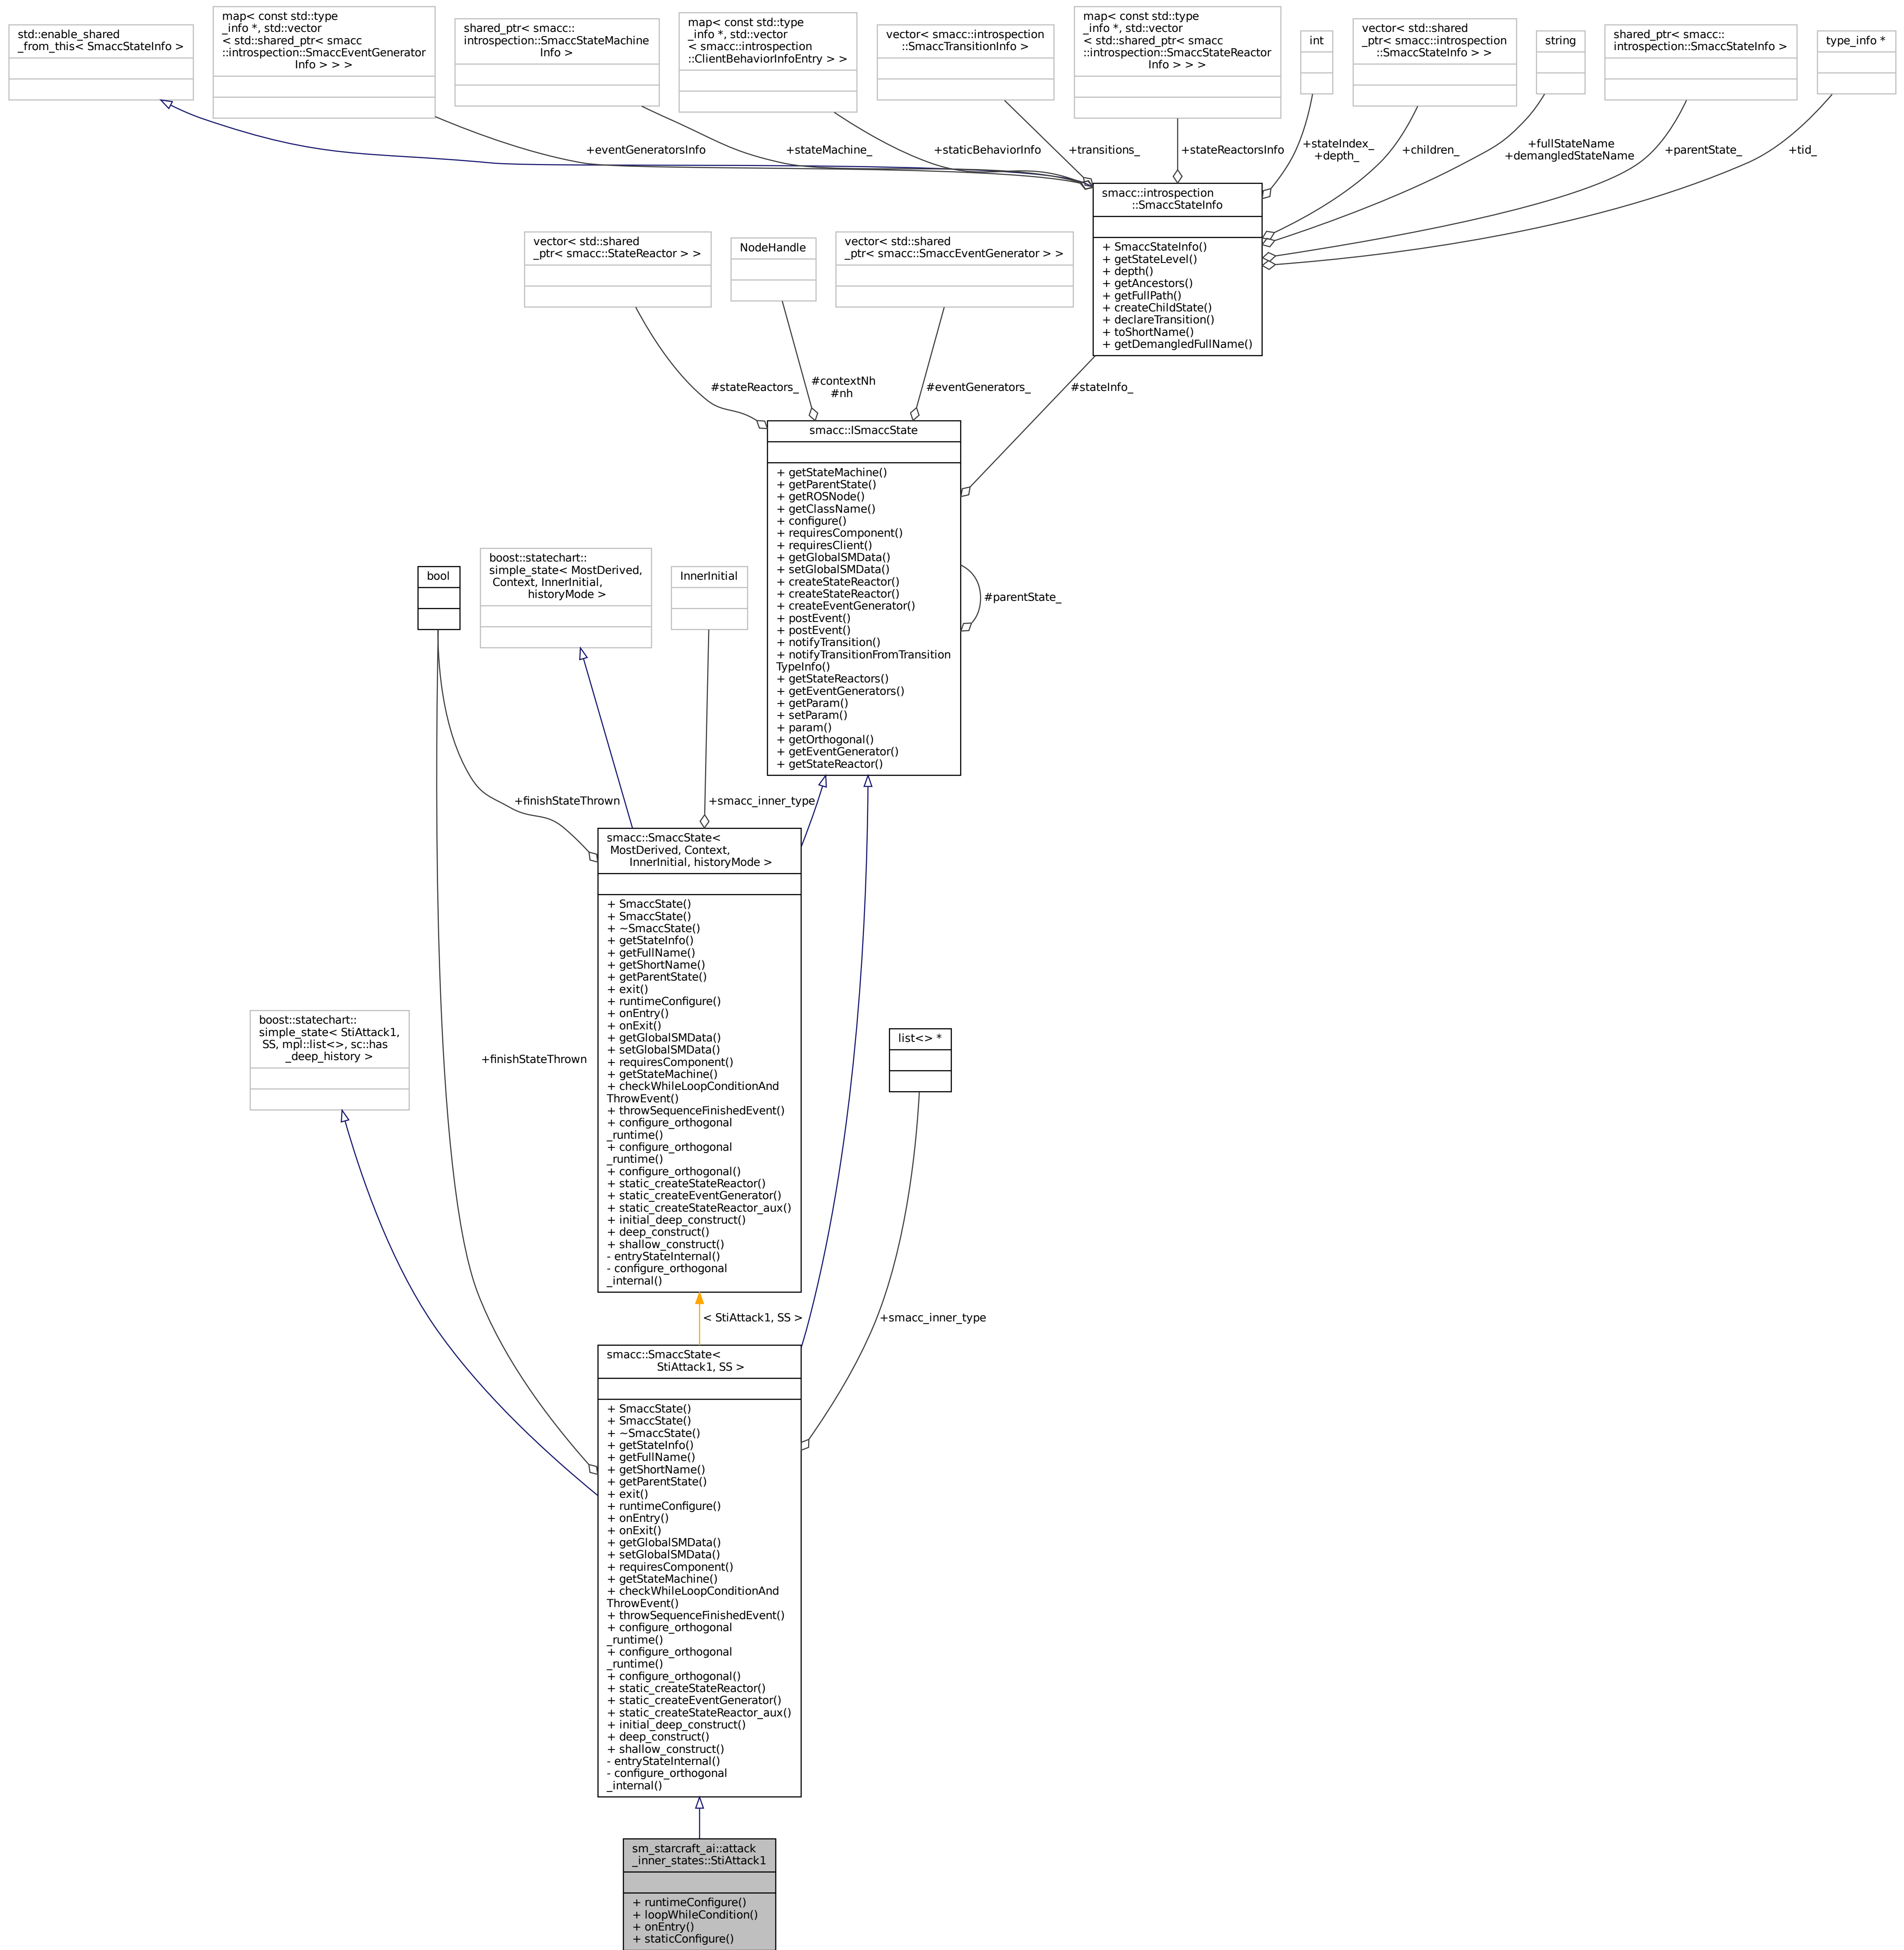 std::enable_shared
_from_this< SmaccStateInfo >
map< const std::type
_info *, std::vector
< std::shared_ptr< smacc
::introspection::SmaccEventGenerator
Info > > >
shared_ptr< smacc::
introspection::SmaccStateMachine
Info >
map< const std::type
_info *, std::vector
< smacc::introspection
::ClientBehaviorInfoEntry > >
vector< smacc::introspection
::SmaccTransitionInfo >
map< const std::type
_info *, std::vector
< std::shared_ptr< smacc
::introspection::SmaccStateReactor
Info > > >
int
vector< std::shared
_ptr< smacc::introspection
::SmaccStateInfo > >
string
shared_ptr< smacc::
introspection::SmaccStateInfo >
type_info *
+eventGeneratorsInfo
+stateMachine_
+staticBehaviorInfo
+transitions_
+stateReactorsInfo
+stateIndex_
+depth_
+children_
+fullStateName
+demangledStateName
+parentState_
+tid_
smacc::introspection
::SmaccStateInfo
+ SmaccStateInfo()
+ getStateLevel()
+ depth()
+ getAncestors()
+ getFullPath()
+ createChildState()
+ declareTransition()
+ toShortName()
+ getDemangledFullName()
vector< std::shared
_ptr< smacc::StateReactor > >
NodeHandle
vector< std::shared
_ptr< smacc::SmaccEventGenerator > >
#stateReactors_
#contextNh
#nh
#eventGenerators_
#stateInfo_
smacc::ISmaccState
+ getStateMachine()
+ getParentState()
+ getROSNode()
+ getClassName()
+ configure()
+ requiresComponent()
+ requiresClient()
+ getGlobalSMData()
+ setGlobalSMData()
+ createStateReactor()
+ createStateReactor()
+ createEventGenerator()
+ postEvent()
+ postEvent()
+ notifyTransition()
+ notifyTransitionFromTransition
TypeInfo()
+ getStateReactors()
+ getEventGenerators()
+ getParam()
+ setParam()
+ param()
+ getOrthogonal()
+ getEventGenerator()
+ getStateReactor()
#parentState_
bool
boost::statechart::
simple_state< MostDerived,
Context, InnerInitial,
historyMode >
InnerInitial
+finishStateThrown
+smacc_inner_type
smacc::SmaccState<
MostDerived, Context,
InnerInitial, historyMode >
+ SmaccState()
+ SmaccState()
+ ~SmaccState()
+ getStateInfo()
+ getFullName()
+ getShortName()
+ getParentState()
+ exit()
+ runtimeConfigure()
+ onEntry()
+ onExit()
+ getGlobalSMData()
+ setGlobalSMData()
+ requiresComponent()
+ getStateMachine()
+ checkWhileLoopConditionAnd
ThrowEvent()
+ throwSequenceFinishedEvent()
+ configure_orthogonal
_runtime()
+ configure_orthogonal
_runtime()
+ configure_orthogonal()
+ static_createStateReactor()
+ static_createEventGenerator()
+ static_createStateReactor_aux()
+ initial_deep_construct()
+ deep_construct()
+ shallow_construct()
- entryStateInternal()
- configure_orthogonal
_internal()
boost::statechart::
simple_state< StiAttack1,
SS, mpl::list<>, sc::has
_deep_history >
+finishStateThrown
list<> *
< StiAttack1, SS >
+smacc_inner_type
smacc::SmaccState<
StiAttack1, SS >
+ SmaccState()
+ SmaccState()
+ ~SmaccState()
+ getStateInfo()
+ getFullName()
+ getShortName()
+ getParentState()
+ exit()
+ runtimeConfigure()
+ onEntry()
+ onExit()
+ getGlobalSMData()
+ setGlobalSMData()
+ requiresComponent()
+ getStateMachine()
+ checkWhileLoopConditionAnd
ThrowEvent()
+ throwSequenceFinishedEvent()
+ configure_orthogonal
_runtime()
+ configure_orthogonal
_runtime()
+ configure_orthogonal()
+ static_createStateReactor()
+ static_createEventGenerator()
+ static_createStateReactor_aux()
+ initial_deep_construct()
+ deep_construct()
+ shallow_construct()
- entryStateInternal()
- configure_orthogonal
_internal()
sm_starcraft_ai::attack
_inner_states::StiAttack1
+ runtimeConfigure()
+ loopWhileCondition()
+ onEntry()
+ staticConfigure()